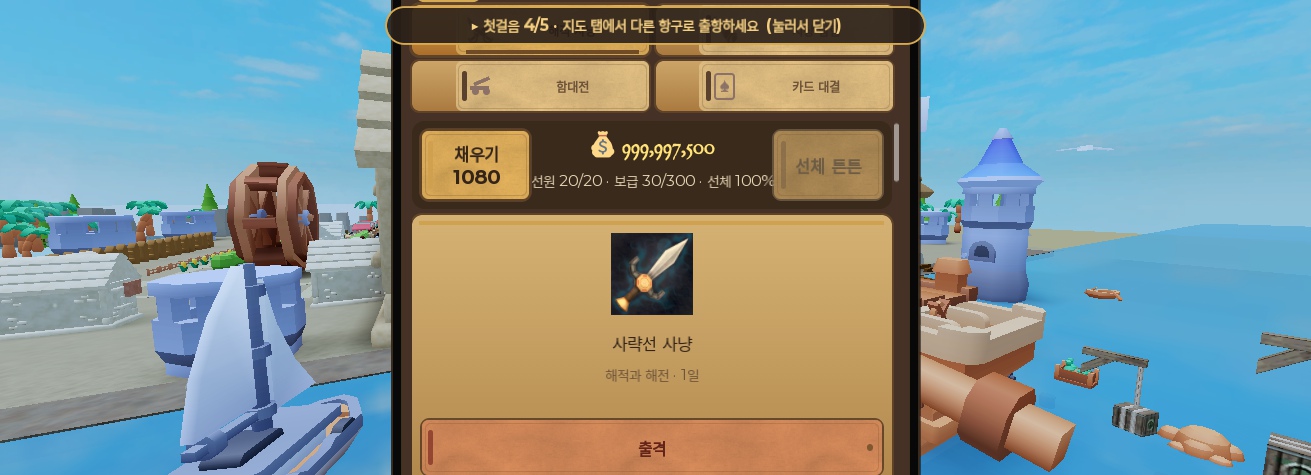 ▸ 첫걸음 4/5 · 지도 탭에서 다른 항구로 출항하세요 (눌러서 닫기)
함대전
카드 대결
채우기
1080
999,997,500
선원 20/20 · 보급 30/300 · 선체 100%
선체 튼튼
사략선 사냥
해적과 해전 · 1일
출격